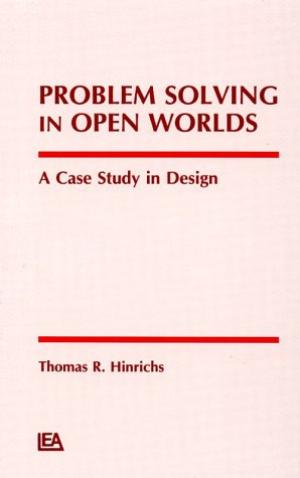 PROBLEM SOLVING
IN OPEN WORLDS
A Case Study in Design
Thomas R. Hinrichs
LEA